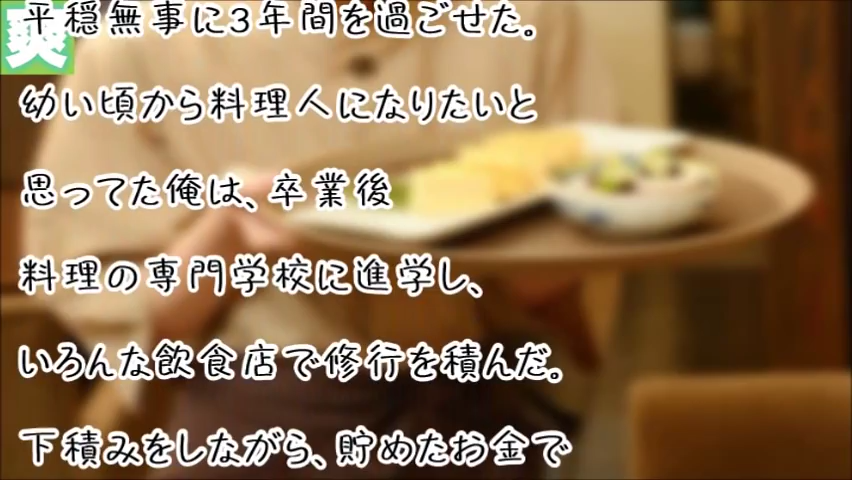 爽
平穏無事に3年間を過ごせた。
幼い頃から料理人になりたいと
思ってた俺は、卒業後
料理の専門学校に進学し、
いろんな飲食店で修行を積んだ。
下積みをしながら、貯めたお金で